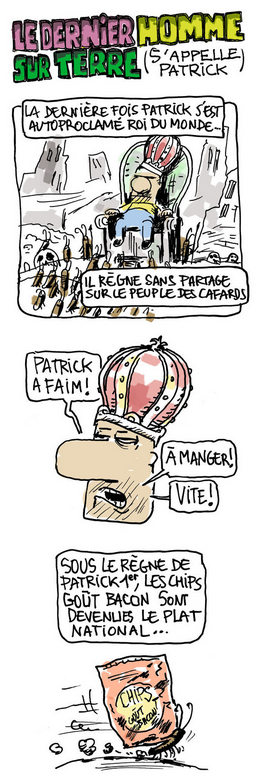 LE DERNIER HOMME
SUR TERRE (S'APPELLE
PATRICK)
LA DERNIÈRE FOIS PATRICK S'EST
AUTOPROCLAMÉ ROI DU MONDE...
IL RÈGNE SANS PARTAGE
SUR LE PEUPLE DES CAFARDS
PATRICK
A FAIM!
À MANGER!
VITE!
SOUS LE RÈGNE DE
PATRICK 1er, LES CHIPS
GOÛT BACON SONT
DEVENUES LE PLAT
NATIONAL...
CHIPS
GOÛT
BACON